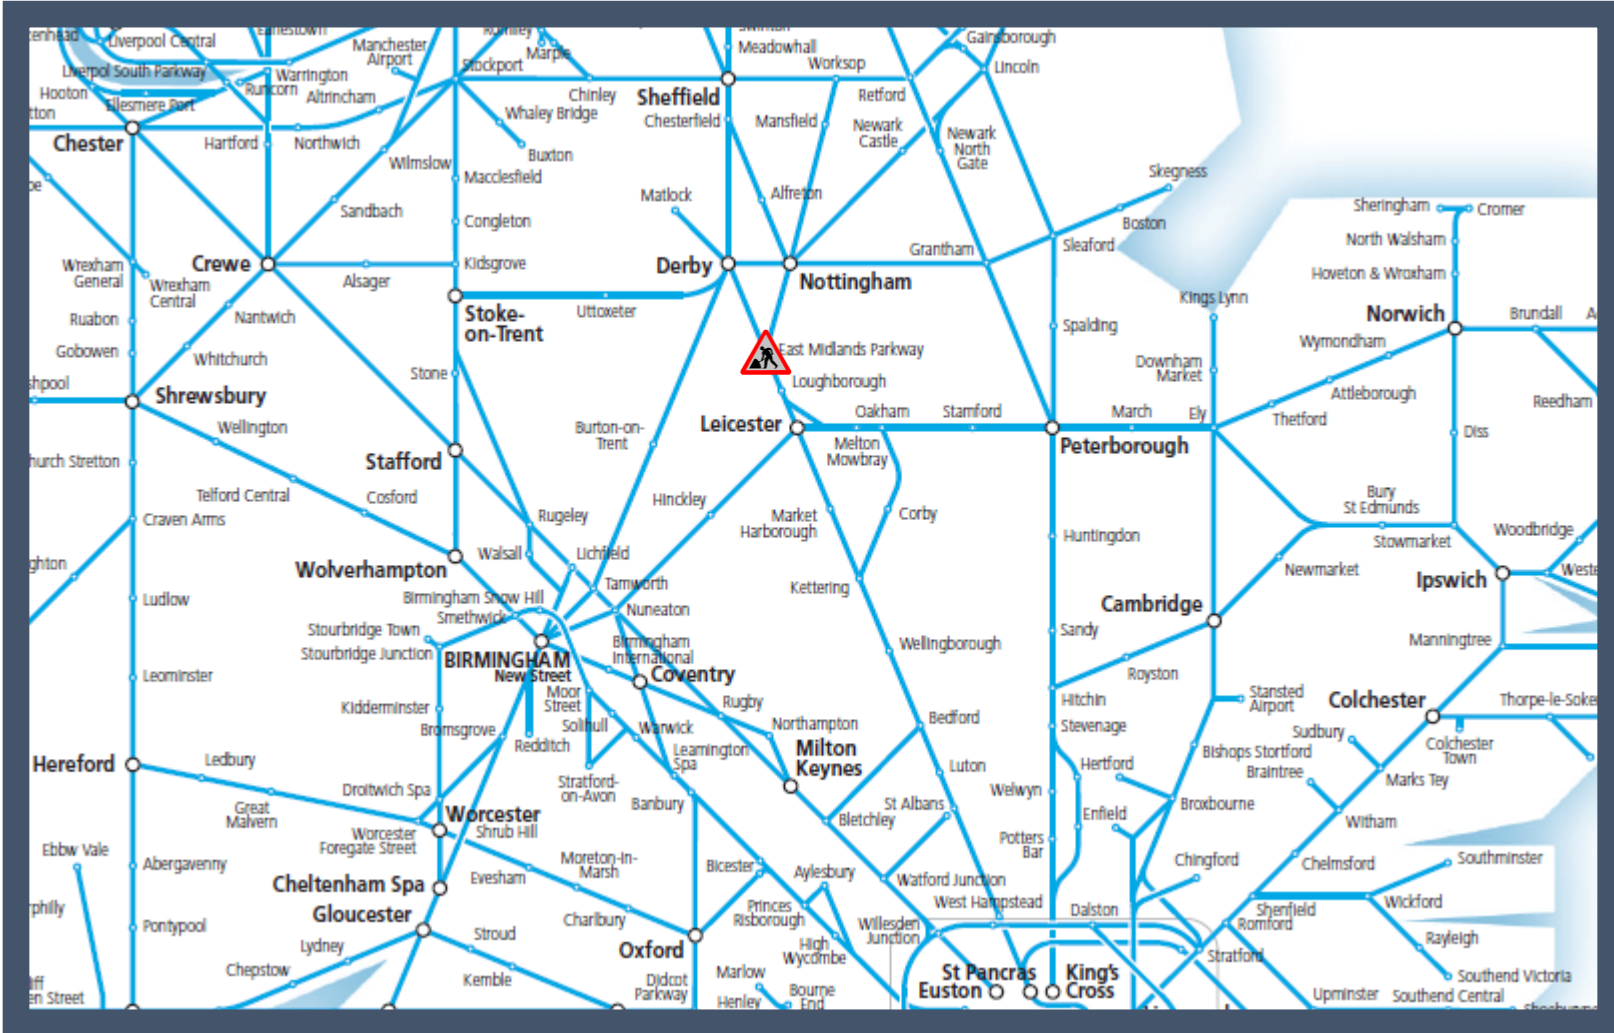 Liverpool Central
Earlestown
Manchester
Airport
Romiley
Marple
Swinton
Meadowhall
Gainsborough
Liverpol South Parkway
Warrington
Stockport
Worksop
Lincoln
Hooton
Runcorn
Altrincham
Chinley
Sheffield
Retford
Ellesmere Port
Whaley Bridge
Chesterfield
Mansfield
Newark
Castle
Newark
North
Gate
Chester
Hartford
Northwich
Wilmslow
Buxton
Macclesfield
Skegness
Matlock
Alfreton
Sandbach
Congleton
Boston
Sheringham
Cromer
North Walsham
Wrexham
General
Wrexham
Central
Crewe
Alsager
Kidsgrove
Derby
Nottingham
Grantham
Sleaford
Hoveton & Wroxham
Kings Lynn
Ruabon
Nantwich
Stoke-
on-Trent
Uttoxeter
Spalding
Norwich
Brundall
Gobowen
Whitchurch
East Midlands Parkway
Wymondham
Stone
Loughborough
Downham
Market
Attleborough
Reedham
Shrewsbury
Wellington
Burton-on-
Trent
Leicester
Oakham
Stamford
March
Ely
Thetford
Melton
Mowbray
Peterborough
Diss
Stafford
Telford Central
Cosford
Hinckley
Market
Harborough
Corby
Bury
St Edmunds
Craven Arms
Rugeley
Huntingdon
Stowmarket
Woodbridge
Walsall
Lichfield
Wolverhampton
Tamworth
Kettering
Newmarket
Ipswich
Ludlow
Birmingham Snow Hill
Smethwick
Nuneaton
Cambridge
Stourbridge Town
Stourbridge Junction
Birmingham
International
Sandy
Wellingborough
Manningtree
BIRMINGHAM
New Street
Coventry
Royston
Leominster
Moor
Street
Rugby
Hitchin
Stansted
Airport
Colchester
Kidderminster
Solihull
Warwick
Northampton
Bedford
Stevenage
Bromsgrove
Redditch
Leamington
Spa
Milton
Keynes
Sudbury
Colchester
Town
Hereford
Ledbury
Luton
Hertford
Bishops Stortford
Braintree
Marks Tey
Great
Malvern
Droitwich Spa
Stratford-
on-Avon
Banbury
Welwyn
Worcester
Shrub Hill
Worcester
Foregate Street
Bletchley
St Albans
Enfield
Broxbourne
Witham
Ebbw Vale
Abergavenny
Evesham
Moreton-in-
Marsh
Bicester
Aylesbury
Potters
Bar
Chingford
Chelmsford
Southminster
Cheltenham Spa
Watford Junction
Gloucester
Charlbury
Princes
Risborough
West Hampstead
Dalston
Shenfield
Wickford
Pontypool
Lydney
Stroud
Oxford
High
Wycombe
Willesden
Junction
Romford
Rayleigh
Stratford
Chepstow
Kemble
Didcot
Parkway
Marlow
Henley
Bourne
End
St Pancras
Euston
King's
Cross
Upminster
Southend Victoria
Southend Central